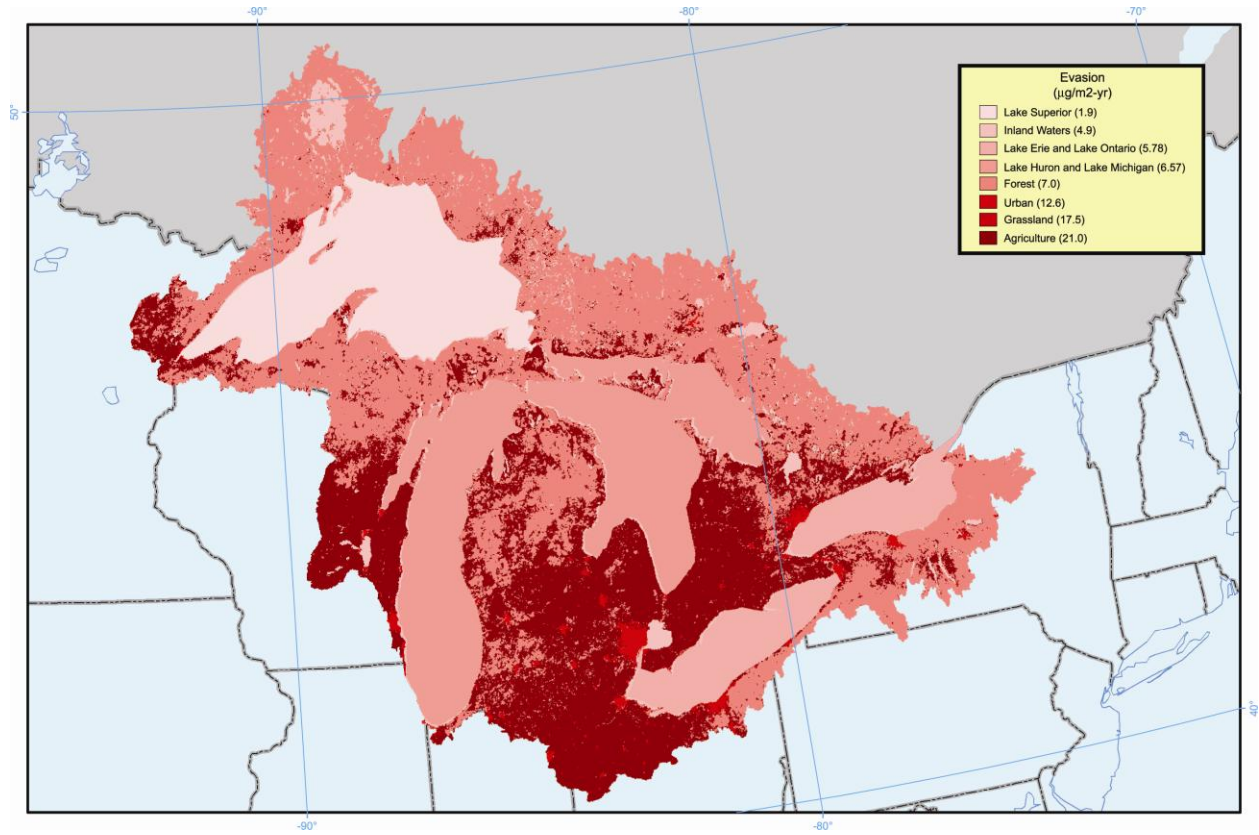 -90°
-80°
-70°
50°
Evasion
(µg/m2-yr)
Lake Superior (1.9)
Inland Waters (4.9)
Lake Erie and Lake Ontario (5.78)
Lake Huron and Lake Michigan (6.57)
Forest (7.0)
Urban (12.6)
Grassland (17.5)
Agriculture (21.0)
40°
-90°
-80°